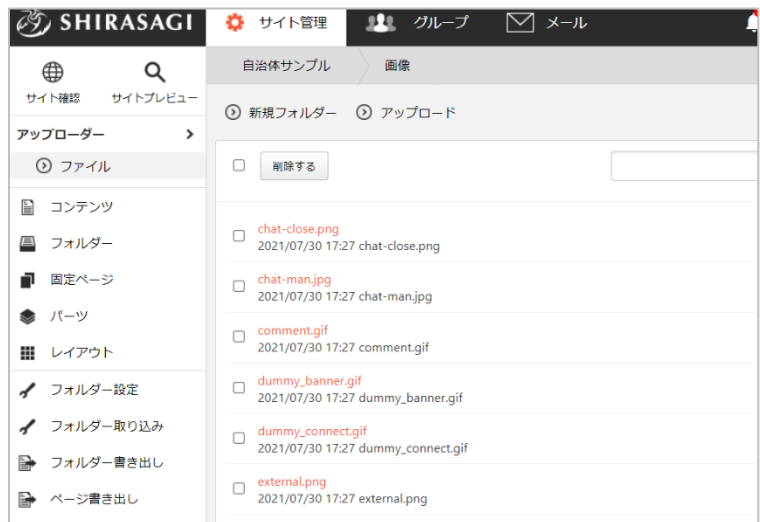 SHIRASAGI
サイト管理
グループ
メール
サイト確認
サイトプレビュー
自治体サンプル
画像
新規フォルダー
アップロード
アップローダー
ファイル
削除する
コンテンツ
フォルダー
固定ページ
パーツ
レイアウト
フォルダー設定
フォルダー取り込み
フォルダー書き出し
ページ書き出し
chat-close.png
2021/07/30 17:27 chat-close.png
chat-man.jpg
2021/07/30 17:27 chat-man.jpg
comment.gif
2021/07/30 17:27 comment.gif
dummy_banner.gif
2021/07/30 17:27 dummy_banner.gif
dummy_connect.gif
2021/07/30 17:27 dummy_connect.gif
external.png
2021/07/30 17:27 external.png